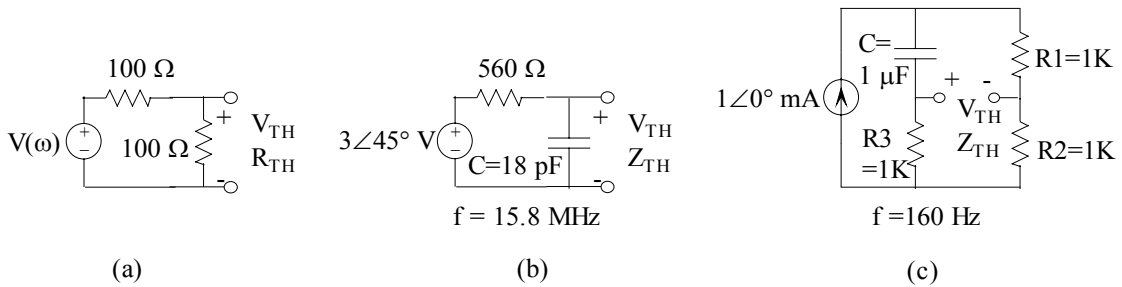 100 Ω
V(ω)
+
−
100 Ω
+
V_TH
R_TH
-
(a)
560 Ω
3∠45° V
+
−
C=18 pF
+
V_TH
Z_TH
-
f = 15.8 MHz
(b)
C=
1 μF
R1=1K
1∠0° mA
+
-
V_TH
Z_TH
R3
=1K
R2=1K
f =160 Hz
(c)